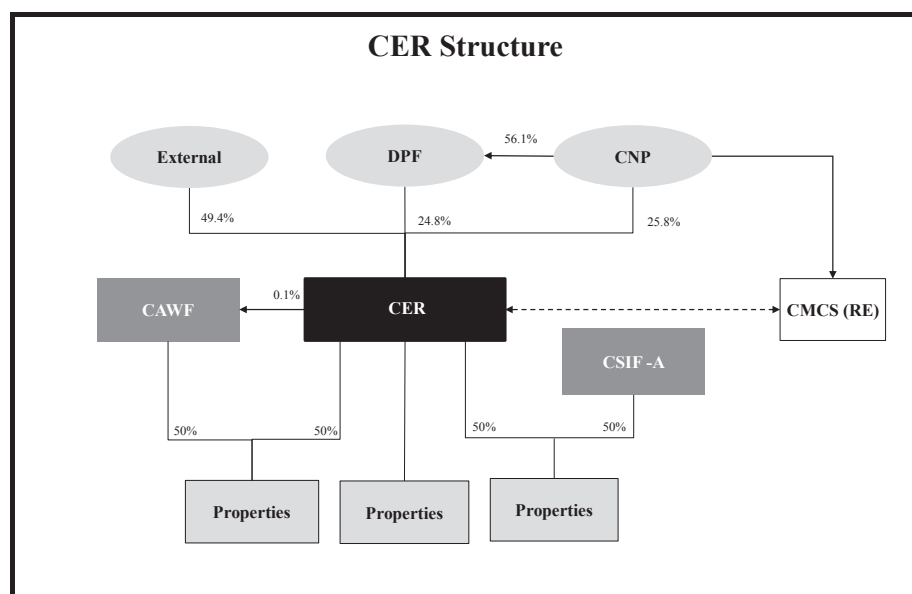 CER Structure
56.1%
External
DPF
CNP
49.4%
24.8%
25.8%
0.1%
CAWF
CER
CMCS (RE)
CSIF -A
50%
50%
50%
50%
Properties
Properties
Properties